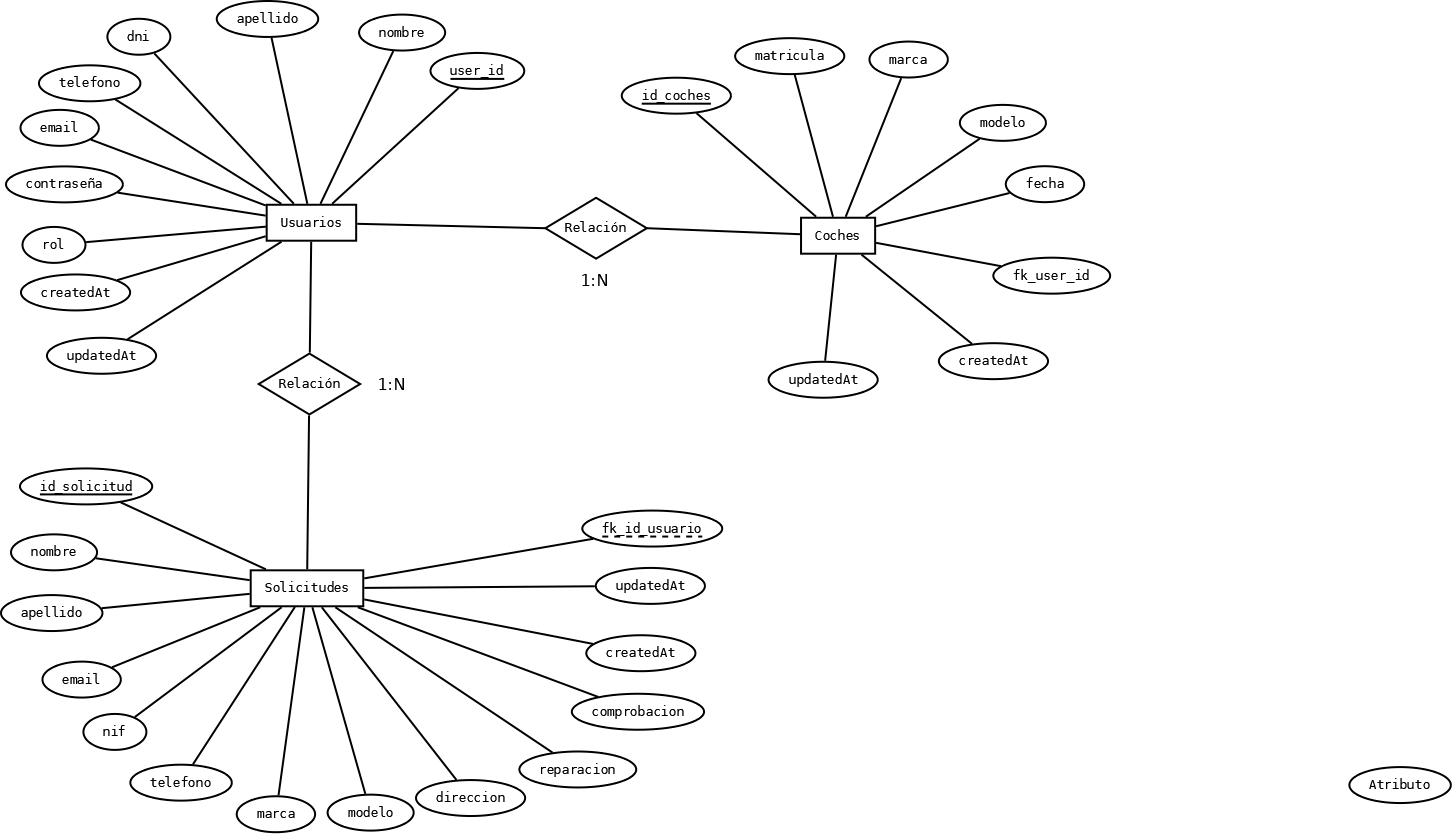 apellido
nombre
dni
user_id
telefono
email
contraseña
rol
createdAt
updatedAt
Usuarios
Relación
1:N
matricula
marca
id_coches
modelo
fecha
Coches
fk_user_id
createdAt
updatedAt
Relación
1:N
id_solicitud
nombre
apellido
email
nif
telefono
marca
modelo
direccion
reparacion
comprobacion
createdAt
updatedAt
fk_id_usuario
Solicitudes
Atributo